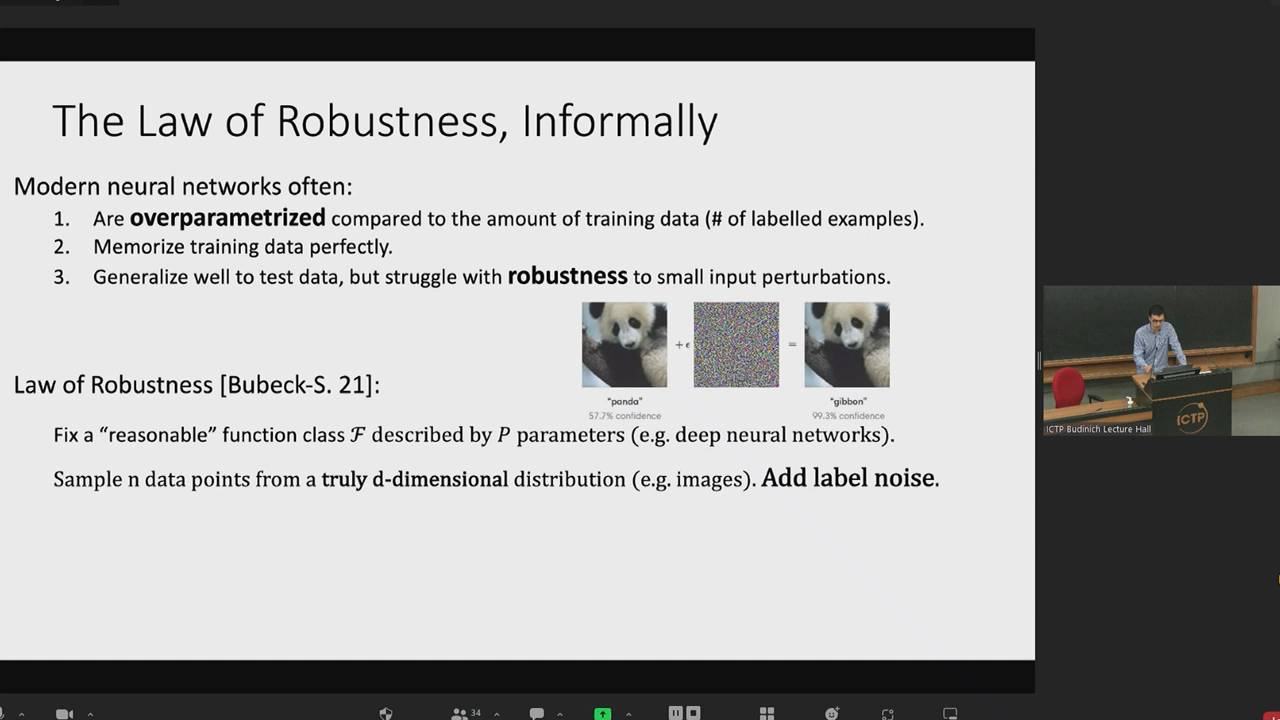 The Law of Robustness, Informally
Modern neural networks often:
1. Are overparametrized compared to the amount of training data (# of labelled examples).
2. Memorize training data perfectly.
3. Generalize well to test data, but struggle with robustness to small input perturbations.
+ ϵ =
"panda" "gibbon"
57.7% confidence 99.3% confidence
Law of Robustness [Bubeck-S. 21]:
Fix a “reasonable” function class ℱ described by P parameters (e.g. deep neural networks).
Sample n data points from a truly d-dimensional distribution (e.g. images). Add label noise.
ICTP
ICTP Budinich Lecture Hall
34